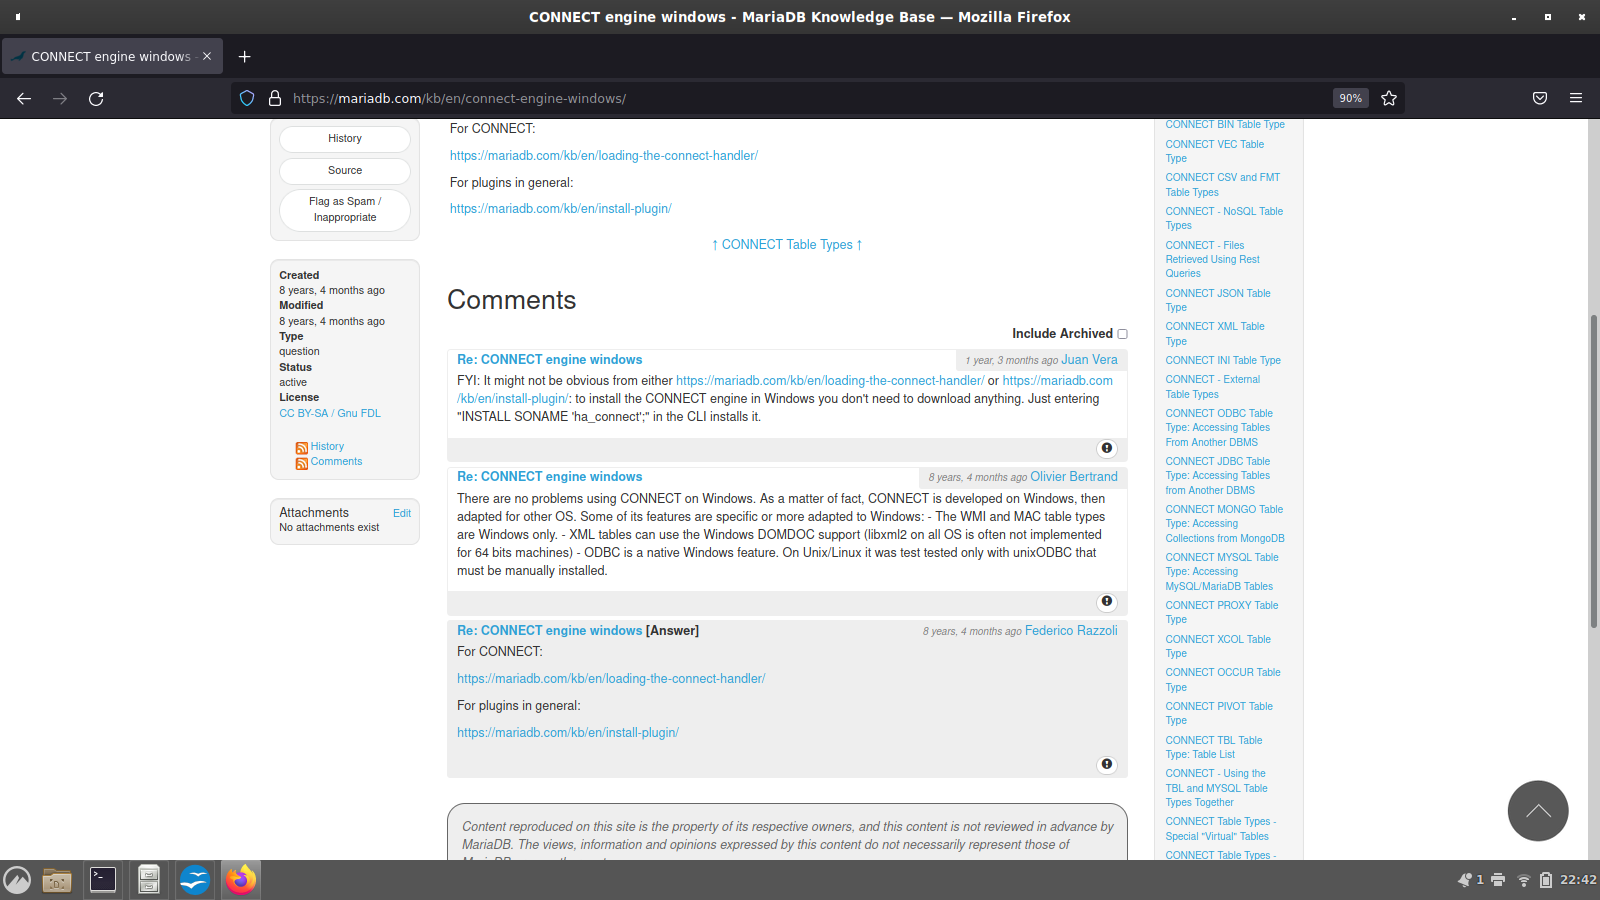 CONNECT engine windows - MariaDB Knowledge Base — Mozilla Firefox
CONNECT engine windows -
https://mariadb.com/kb/en/connect-engine-windows/
90%
History
Source
Flag as Spam /
Inappropriate
Created
8 years, 4 months ago
Modified
8 years, 4 months ago
Type
question
Status
active
License
CC BY-SA / Gnu FDL
History
Comments
Attachments
Edit
No attachments exist
For CONNECT:
https://mariadb.com/kb/en/loading-the-connect-handler/
For plugins in general:
https://mariadb.com/kb/en/install-plugin/
↑ CONNECT Table Types ↑
Comments
Include Archived
Re: CONNECT engine windows
1 year, 3 months ago Juan Vera
FYI: It might not be obvious from either https://mariadb.com/kb/en/loading-the-connect-handler/ or https://mariadb.com
/kb/en/install-plugin/: to install the CONNECT engine in Windows you don't need to download anything. Just entering
"INSTALL SONAME 'ha_connect';" in the CLI installs it.
Re: CONNECT engine windows
8 years, 4 months ago Olivier Bertrand
There are no problems using CONNECT on Windows. As a matter of fact, CONNECT is developed on Windows, then
adapted for other OS. Some of its features are specific or more adapted to Windows: - The WMI and MAC table types
are Windows only. - XML tables can use the Windows DOMDOC support (libxml2 on all OS is often not implemented
for 64 bits machines) - ODBC is a native Windows feature. On Unix/Linux it was test tested only with unixODBC that
must be manually installed.
Re: CONNECT engine windows [Answer]
8 years, 4 months ago Federico Razzoli
For CONNECT:
https://mariadb.com/kb/en/loading-the-connect-handler/
For plugins in general:
https://mariadb.com/kb/en/install-plugin/
Content reproduced on this site is the property of its respective owners, and this content is not reviewed in advance by
MariaDB. The views, information and opinions expressed by this content do not necessarily represent those of
CONNECT BIN Table Type
CONNECT VEC Table
Type
CONNECT CSV and FMT
Table Types
CONNECT - NoSQL Table
Types
CONNECT - Files
Retrieved Using Rest
Queries
CONNECT JSON Table
Type
CONNECT XML Table
Type
CONNECT INI Table Type
CONNECT - External
Table Types
CONNECT ODBC Table
Type: Accessing Tables
From Another DBMS
CONNECT JDBC Table
Type: Accessing Tables
from Another DBMS
CONNECT MONGO Table
Type: Accessing
Collections from MongoDB
CONNECT MYSQL Table
Type: Accessing
MySQL/MariaDB Tables
CONNECT PROXY Table
Type
CONNECT XCOL Table
Type
CONNECT OCCUR Table
Type
CONNECT PIVOT Table
Type
CONNECT TBL Table
Type: Table List
CONNECT - Using the
TBL and MYSQL Table
Types Together
CONNECT Table Types -
Special "Virtual" Tables
CONNECT Table Types -
1
22:42